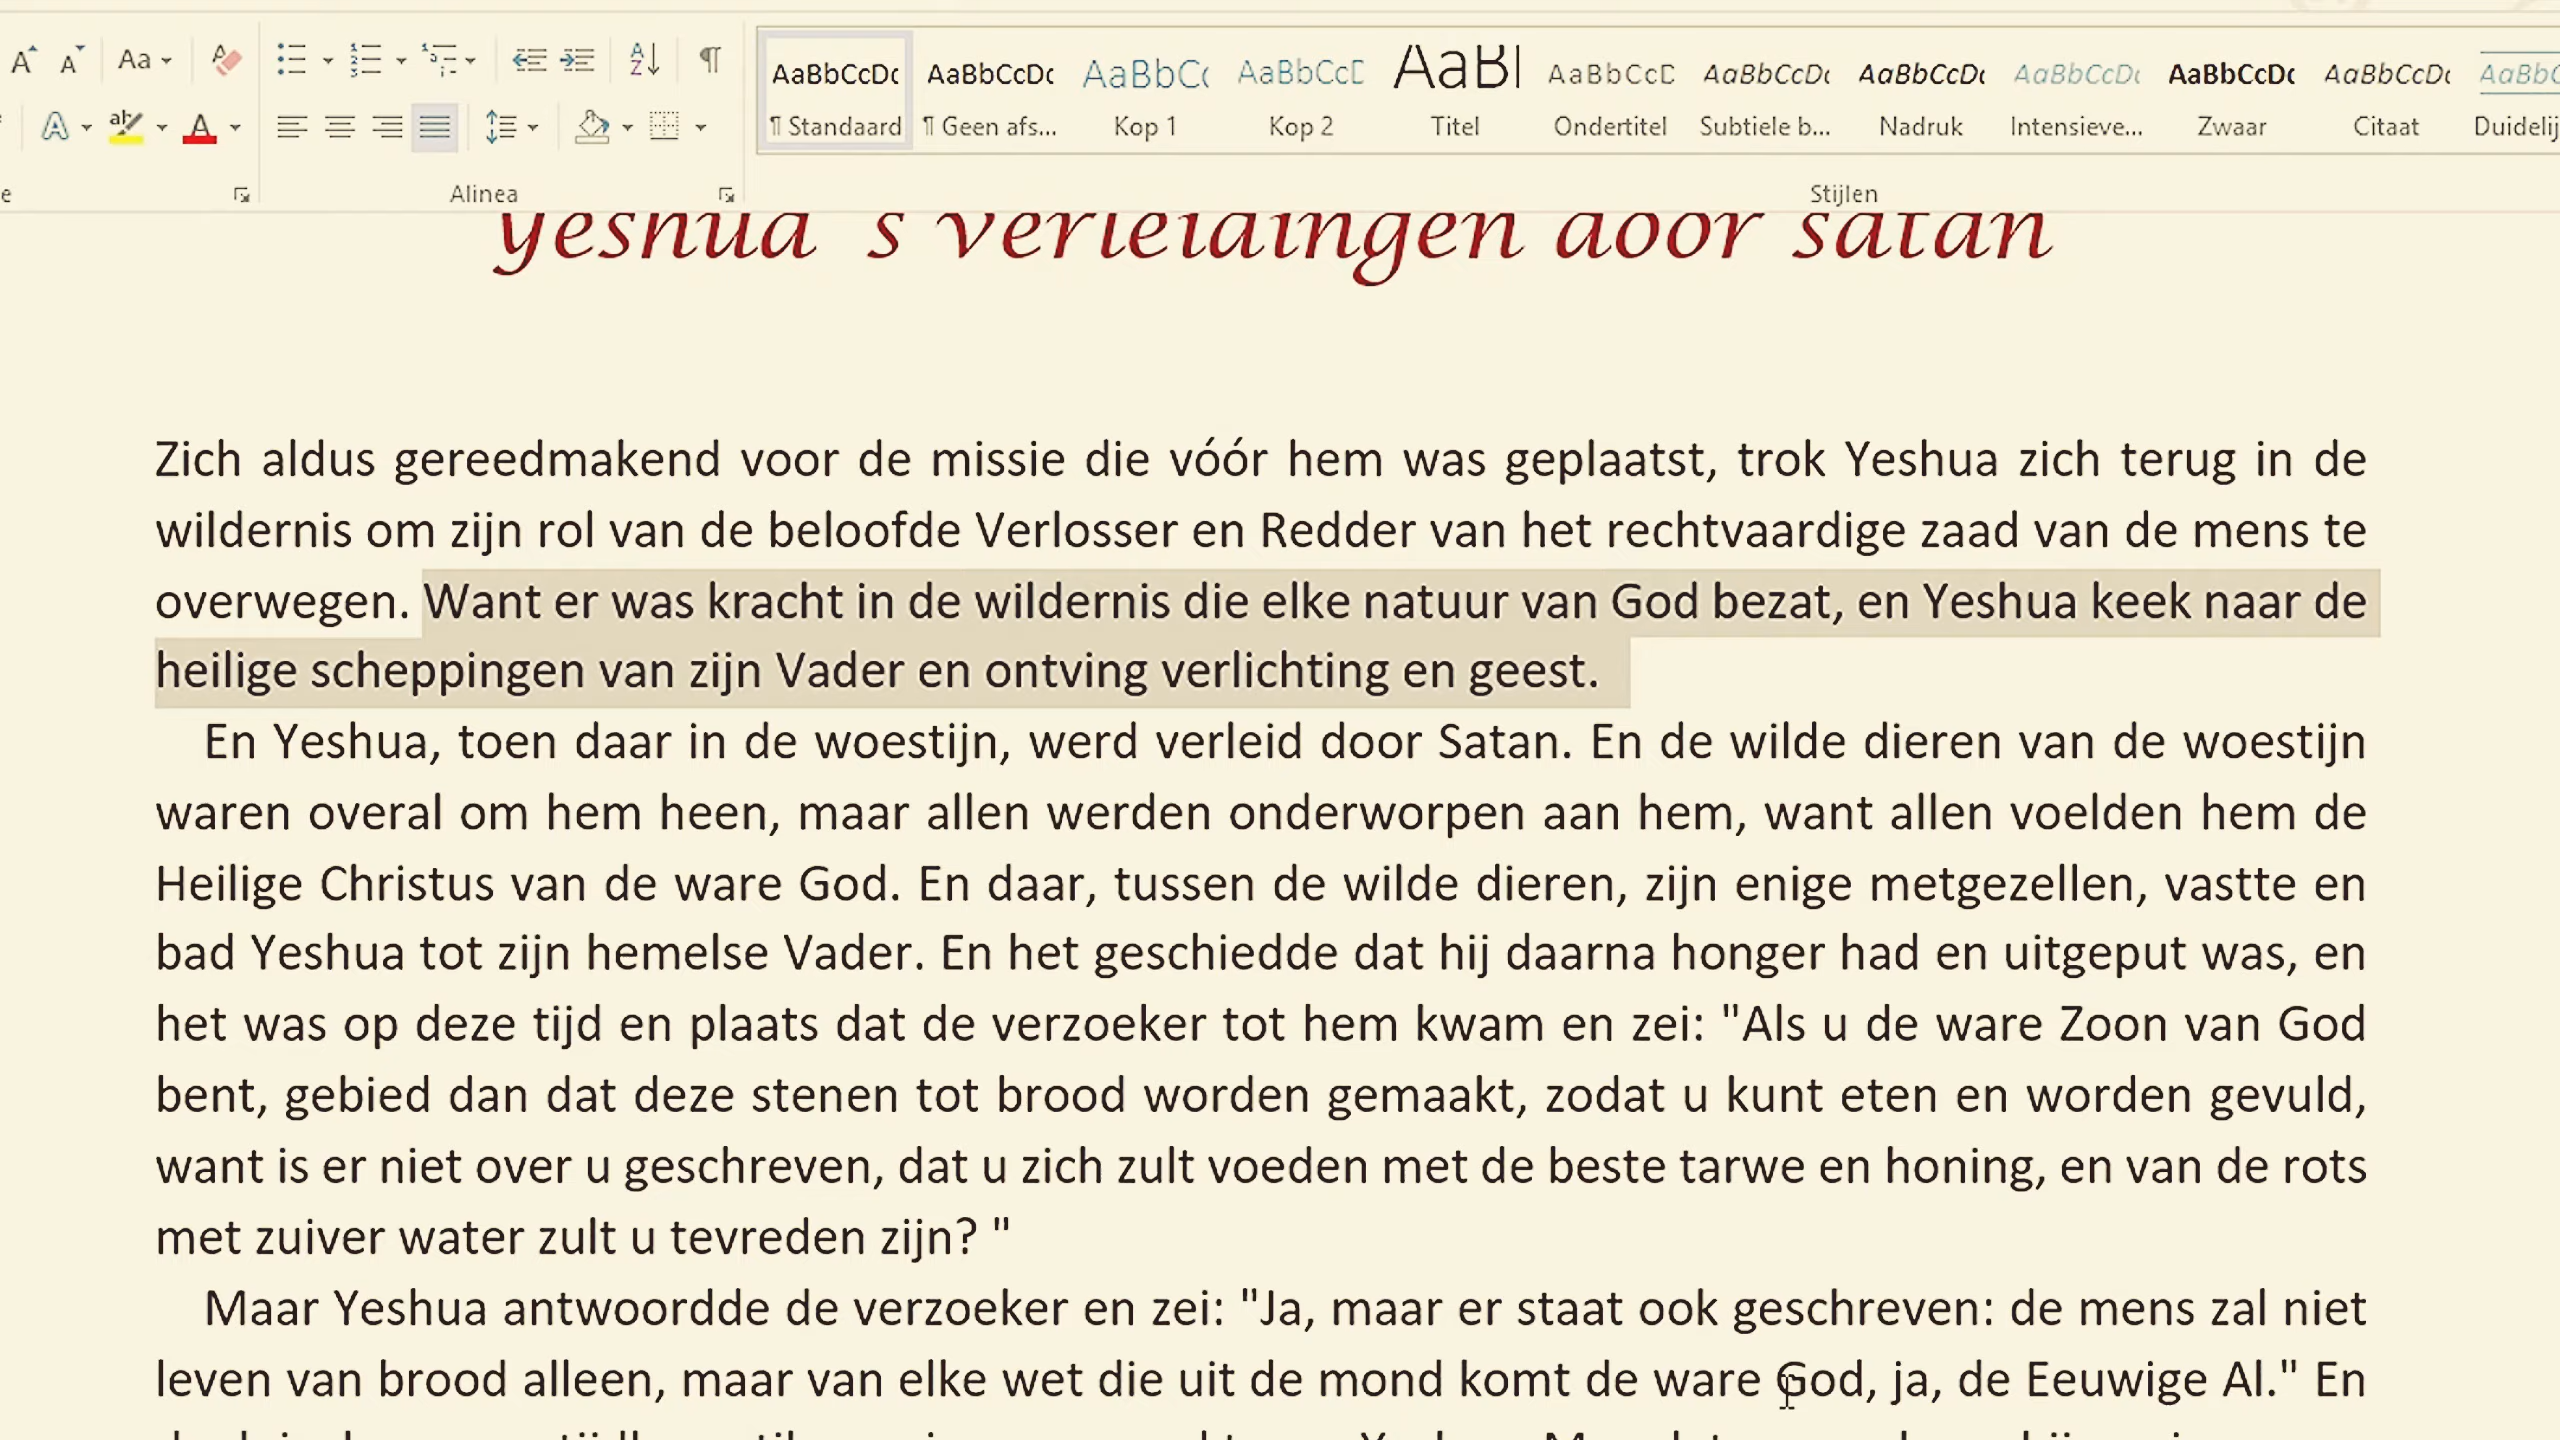 Aa
AaBbCcDc AaBbCcDc AaBbC( AaBbCcD AaBl AaBbCcD AaBbCcDc AaBbCcDc AaBbCcDc AaBbCcDc AaBbCcDc AaBbC
¶ Standaard ¶ Geen afs... Kop 1 Kop 2 Titel Ondertitel Subtiele b... Nadruk Intensieve... Zwaar Citaat Duidelij
e Alinea Stijlen
yeshua 's verleidingen door satan
Zich aldus gereedmakend voor de missie die vóór hem was geplaatst, trok Yeshua zich terug in de
wildernis om zijn rol van de beloofde Verlosser en Redder van het rechtvaardige zaad van de mens te
overwegen. Want er was kracht in de wildernis die elke natuur van God bezat, en Yeshua keek naar de
heilige scheppingen van zijn Vader en ontving verlichting en geest.
En Yeshua, toen daar in de woestijn, werd verleid door Satan. En de wilde dieren van de woestijn
waren overal om hem heen, maar allen werden onderworpen aan hem, want allen voelden hem de
Heilige Christus van de ware God. En daar, tussen de wilde dieren, zijn enige metgezellen, vastte en
bad Yeshua tot zijn hemelse Vader. En het geschiedde dat hij daarna honger had en uitgeput was, en
het was op deze tijd en plaats dat de verzoeker tot hem kwam en zei: "Als u de ware Zoon van God
bent, gebied dan dat deze stenen tot brood worden gemaakt, zodat u kunt eten en worden gevuld,
want is er niet over u geschreven, dat u zich zult voeden met de beste tarwe en honing, en van de rots
met zuiver water zult u tevreden zijn? "
Maar Yeshua antwoordde de verzoeker en zei: "Ja, maar er staat ook geschreven: de mens zal niet
leven van brood alleen, maar van elke wet die uit de mond komt de ware God, ja, de Eeuwige Al." En